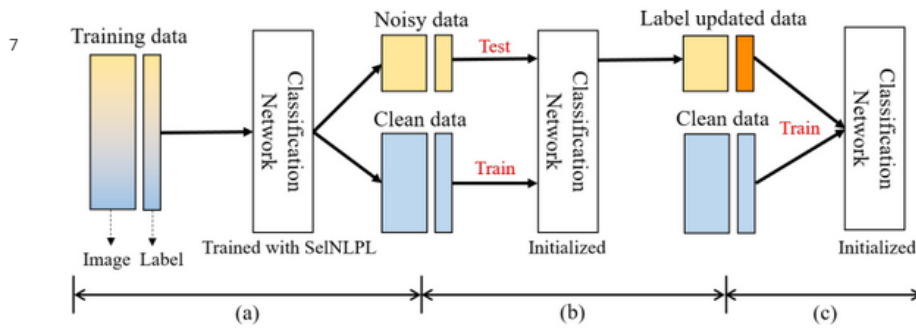 7
Training data
Image
Label
Classification
Network
Trained with SelNLPL
Noisy data
Clean data
Test
Train
Classification
Network
Initialized
Label updated data
Clean data
Train
Classification
Network
Initialized
(a)
(b)
(c)